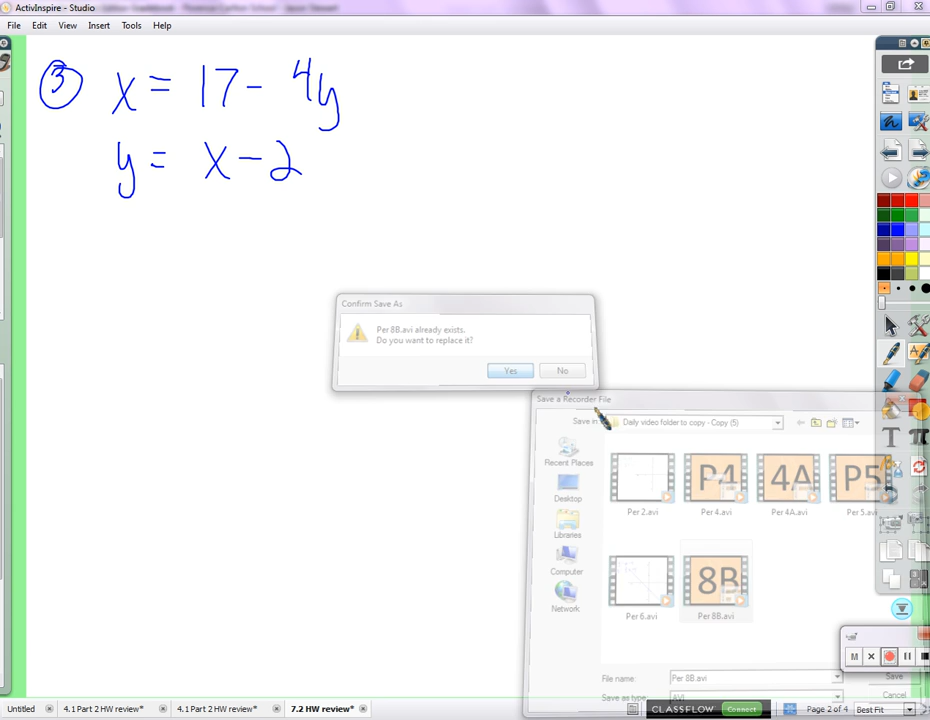 ActivInspire - Studio
File Edit View Insert Tools Help
③ x = 17 - 4y
y = x - 2
Confirm Save As
Per 8B.avi already exists.
Do you want to replace it?
Yes No
Save a Recorder File
Save in: Daily video folder to copy - Copy (5)
Recent Places
Desktop
Libraries
Computer
Network
P4 4A P5
Per 2.avi Per 4.avi Per 4A.avi Per 5.avi
8B
Per 6.avi Per 8B.avi
File name: Per 8B.avi Save
Save as type: AVI Cancel
T π
M
Untitled 4.1 Part 2 HW review* 4.1 Part 2 HW review* 7.2 HW review* CLASSFLOW Connect Page 2 of 4 Best Fit